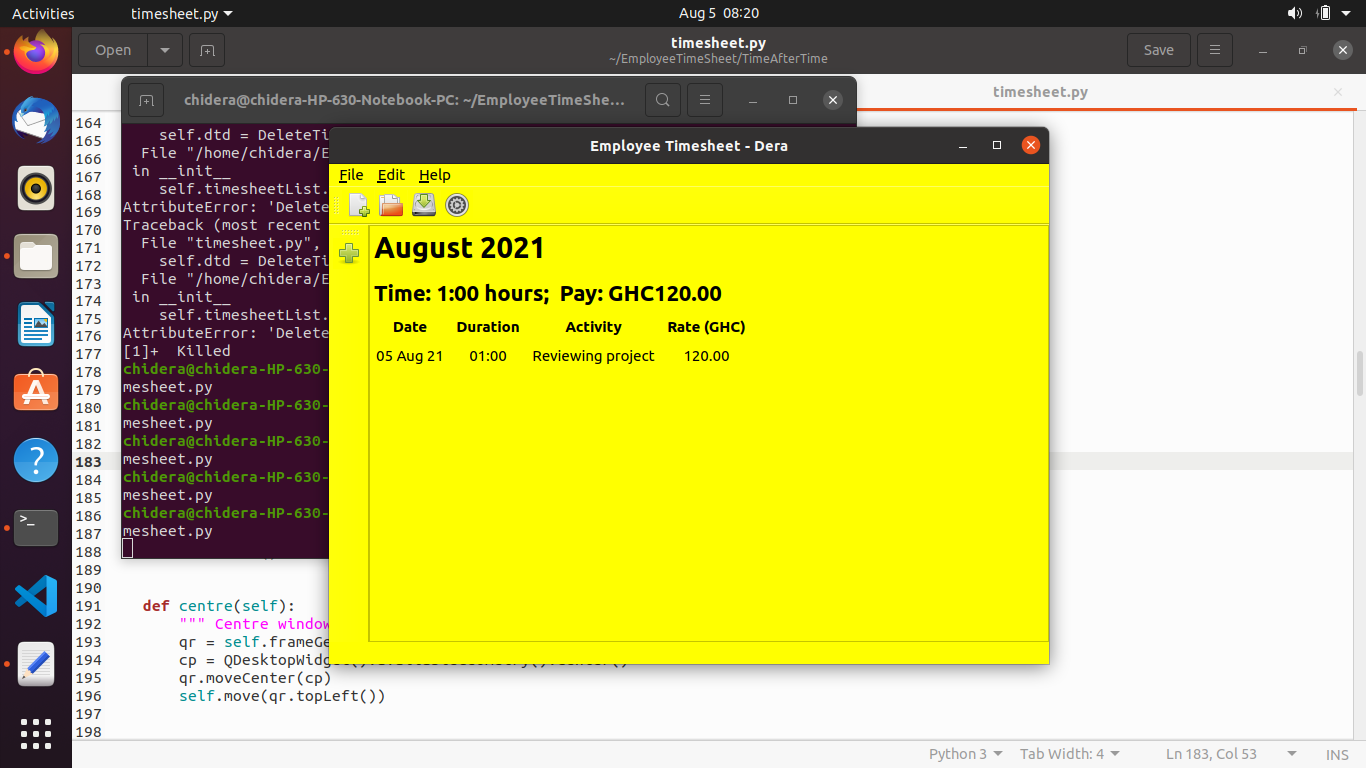 Activities timesheet.py Aug 5 08:20
Open timesheet.py Save
~/EmployeeTimeSheet/TimeAfterTime
timesheet.py
chidera@chidera-HP-630-Notebook-PC: ~/EmployeeTimeShe...
self.dtd = DeleteTi
File "/home/chidera/E
in __init__
self.timesheetList.
AttributeError: 'Delete
Traceback (most recent
File "timesheet.py",
self.dtd = DeleteTi
File "/home/chidera/E
in __init__
self.timesheetList.
AttributeError: 'Delete
[1]+ Killed
chidera@chidera-HP-630-
mesheet.py
chidera@chidera-HP-630-
mesheet.py
chidera@chidera-HP-630-
mesheet.py
chidera@chidera-HP-630-
mesheet.py
chidera@chidera-HP-630-
mesheet.py
Employee Timesheet - Dera
File Edit Help
August 2021
Time: 1:00 hours; Pay: GHC120.00
Date Duration Activity Rate (GHC)
05 Aug 21 01:00 Reviewing project 120.00
164
165
166
167
168
169
170
171
172
173
174
175
176
177
178
179
180
181
182
183
184
185
186
187
188
189
190
191 def centre(self):
192 """ Centre window
193 qr = self.frameGe
194 cp = QDesktopWidg
195 qr.moveCenter(cp)
196 self.move(qr.topLeft())
197
198
Python 3 Tab Width: 4 Ln 183, Col 53 INS